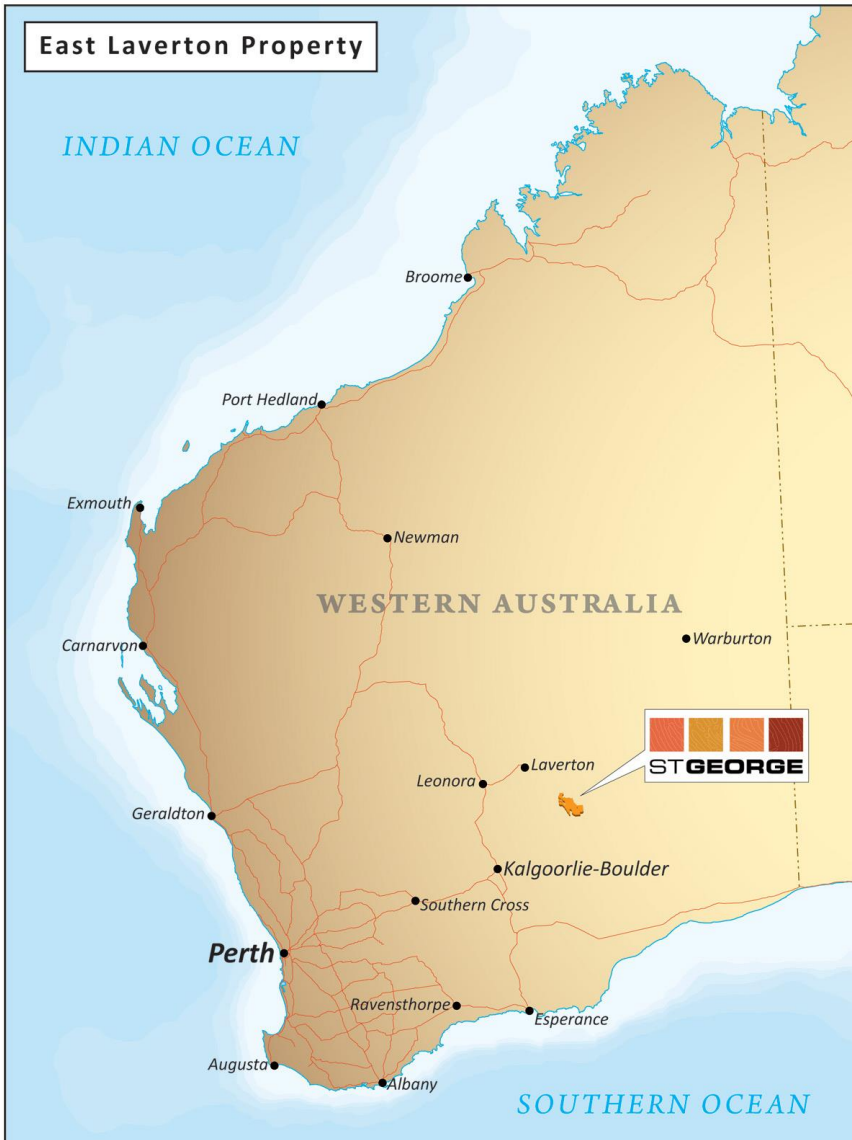 East Laverton Property
INDIAN OCEAN
Broome
Port Hedland
Exmouth
Newman
WESTERN AUSTRALIA
Carnarvon
Warburton
STGEORGE
Laverton
Leonora
Geraldton
Kalgoorlie-Boulder
Southern Cross
Perth
Ravensthorpe
Esperance
Augusta
Albany
SOUTHERN OCEAN